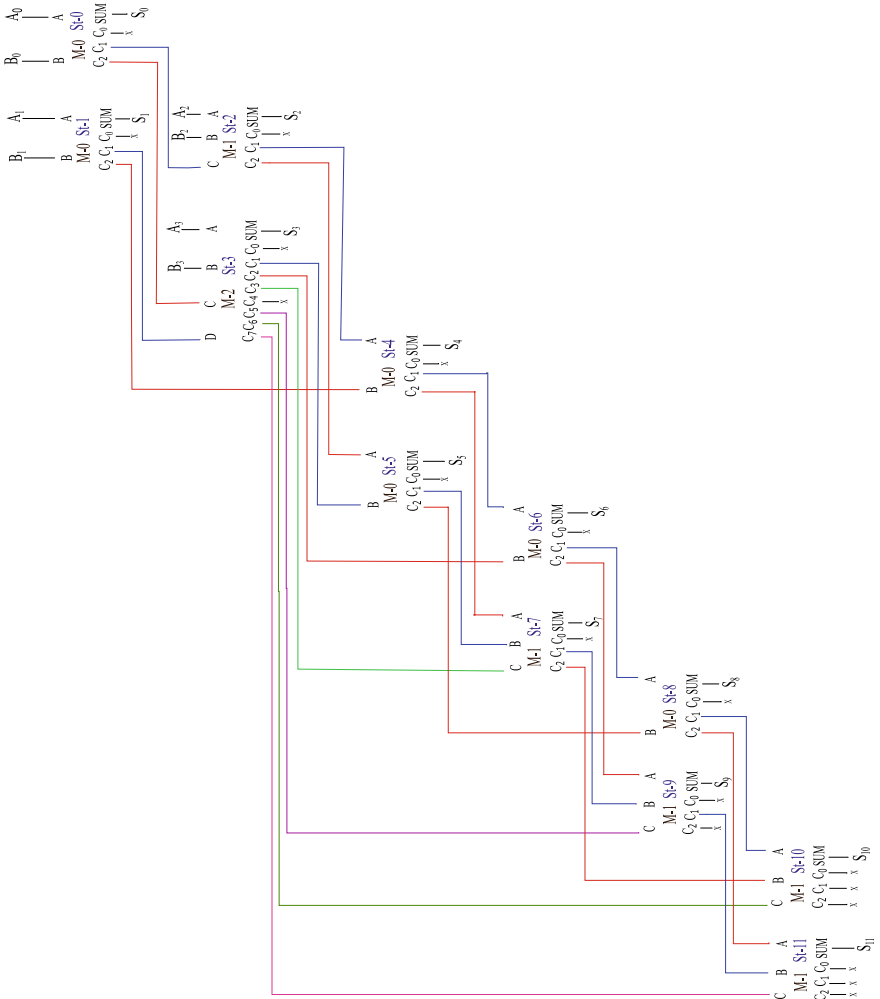 A0 A St-0 SUM S0
C0 x
B0 B M-0 C1
C2
A1 A St-1 SUM S1
C0 x
B1 B M-0 C1
C2
A2 A St-2 SUM S2
B2 B C0 x
M-1 C1
C C2
A3 A SUM S3
C0 x
B3 B St-3 C1
C2
M-2 C3
C C4 x
C5
C6
D C7
A St-4 SUM S4
C0 x
M-0 C1
B C2
A St-5 SUM S5
C0 x
M-0 C1
B C2
A St-6 SUM S6
C0 x
M-0 C1
B C2
A St-7 SUM S7
B C0 x
M-1 C1
C C2
A St-8 SUM S8
C0 x
M-0 C1
B C2
A St-9 SUM S9
B C0 x
M-1 C1
C C2 x
A St-10 SUM S10
B C0 x
M-1 C1 x
C C2 x
A St-11 SUM S11
B C0 x
M-1 C1 x
C C2 x